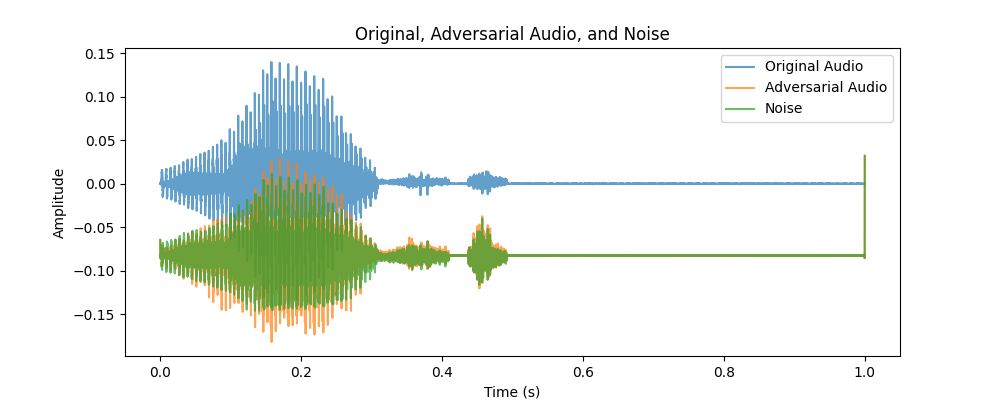 Original, Adversarial Audio, and Noise
0.15
0.10
0.05
0.00
−0.05
−0.10
−0.15
Amplitude
Original Audio
Adversarial Audio
Noise
0.0 0.2 0.4 0.6 0.8 1.0
Time (s)